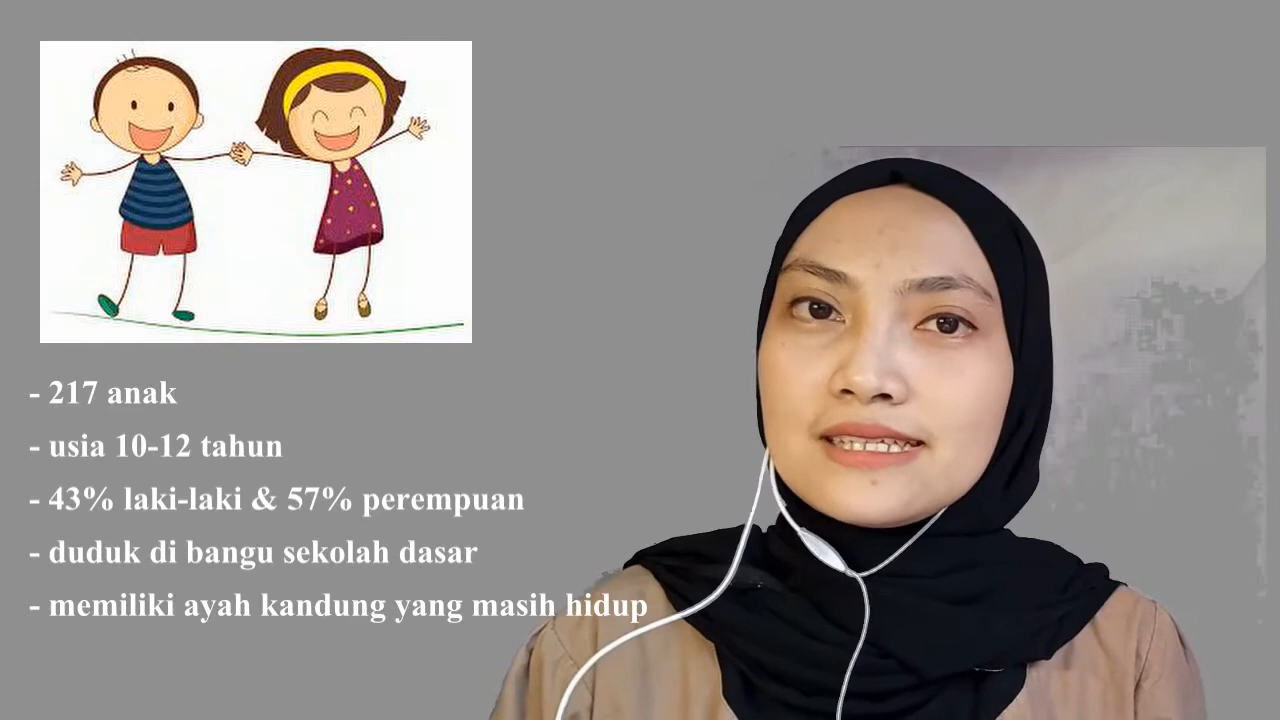 - 217 anak
- usia 10-12 tahun
- 43% laki-laki & 57% perempuan
- duduk di bangu sekolah dasar
- memiliki ayah kandung yang masih hidup